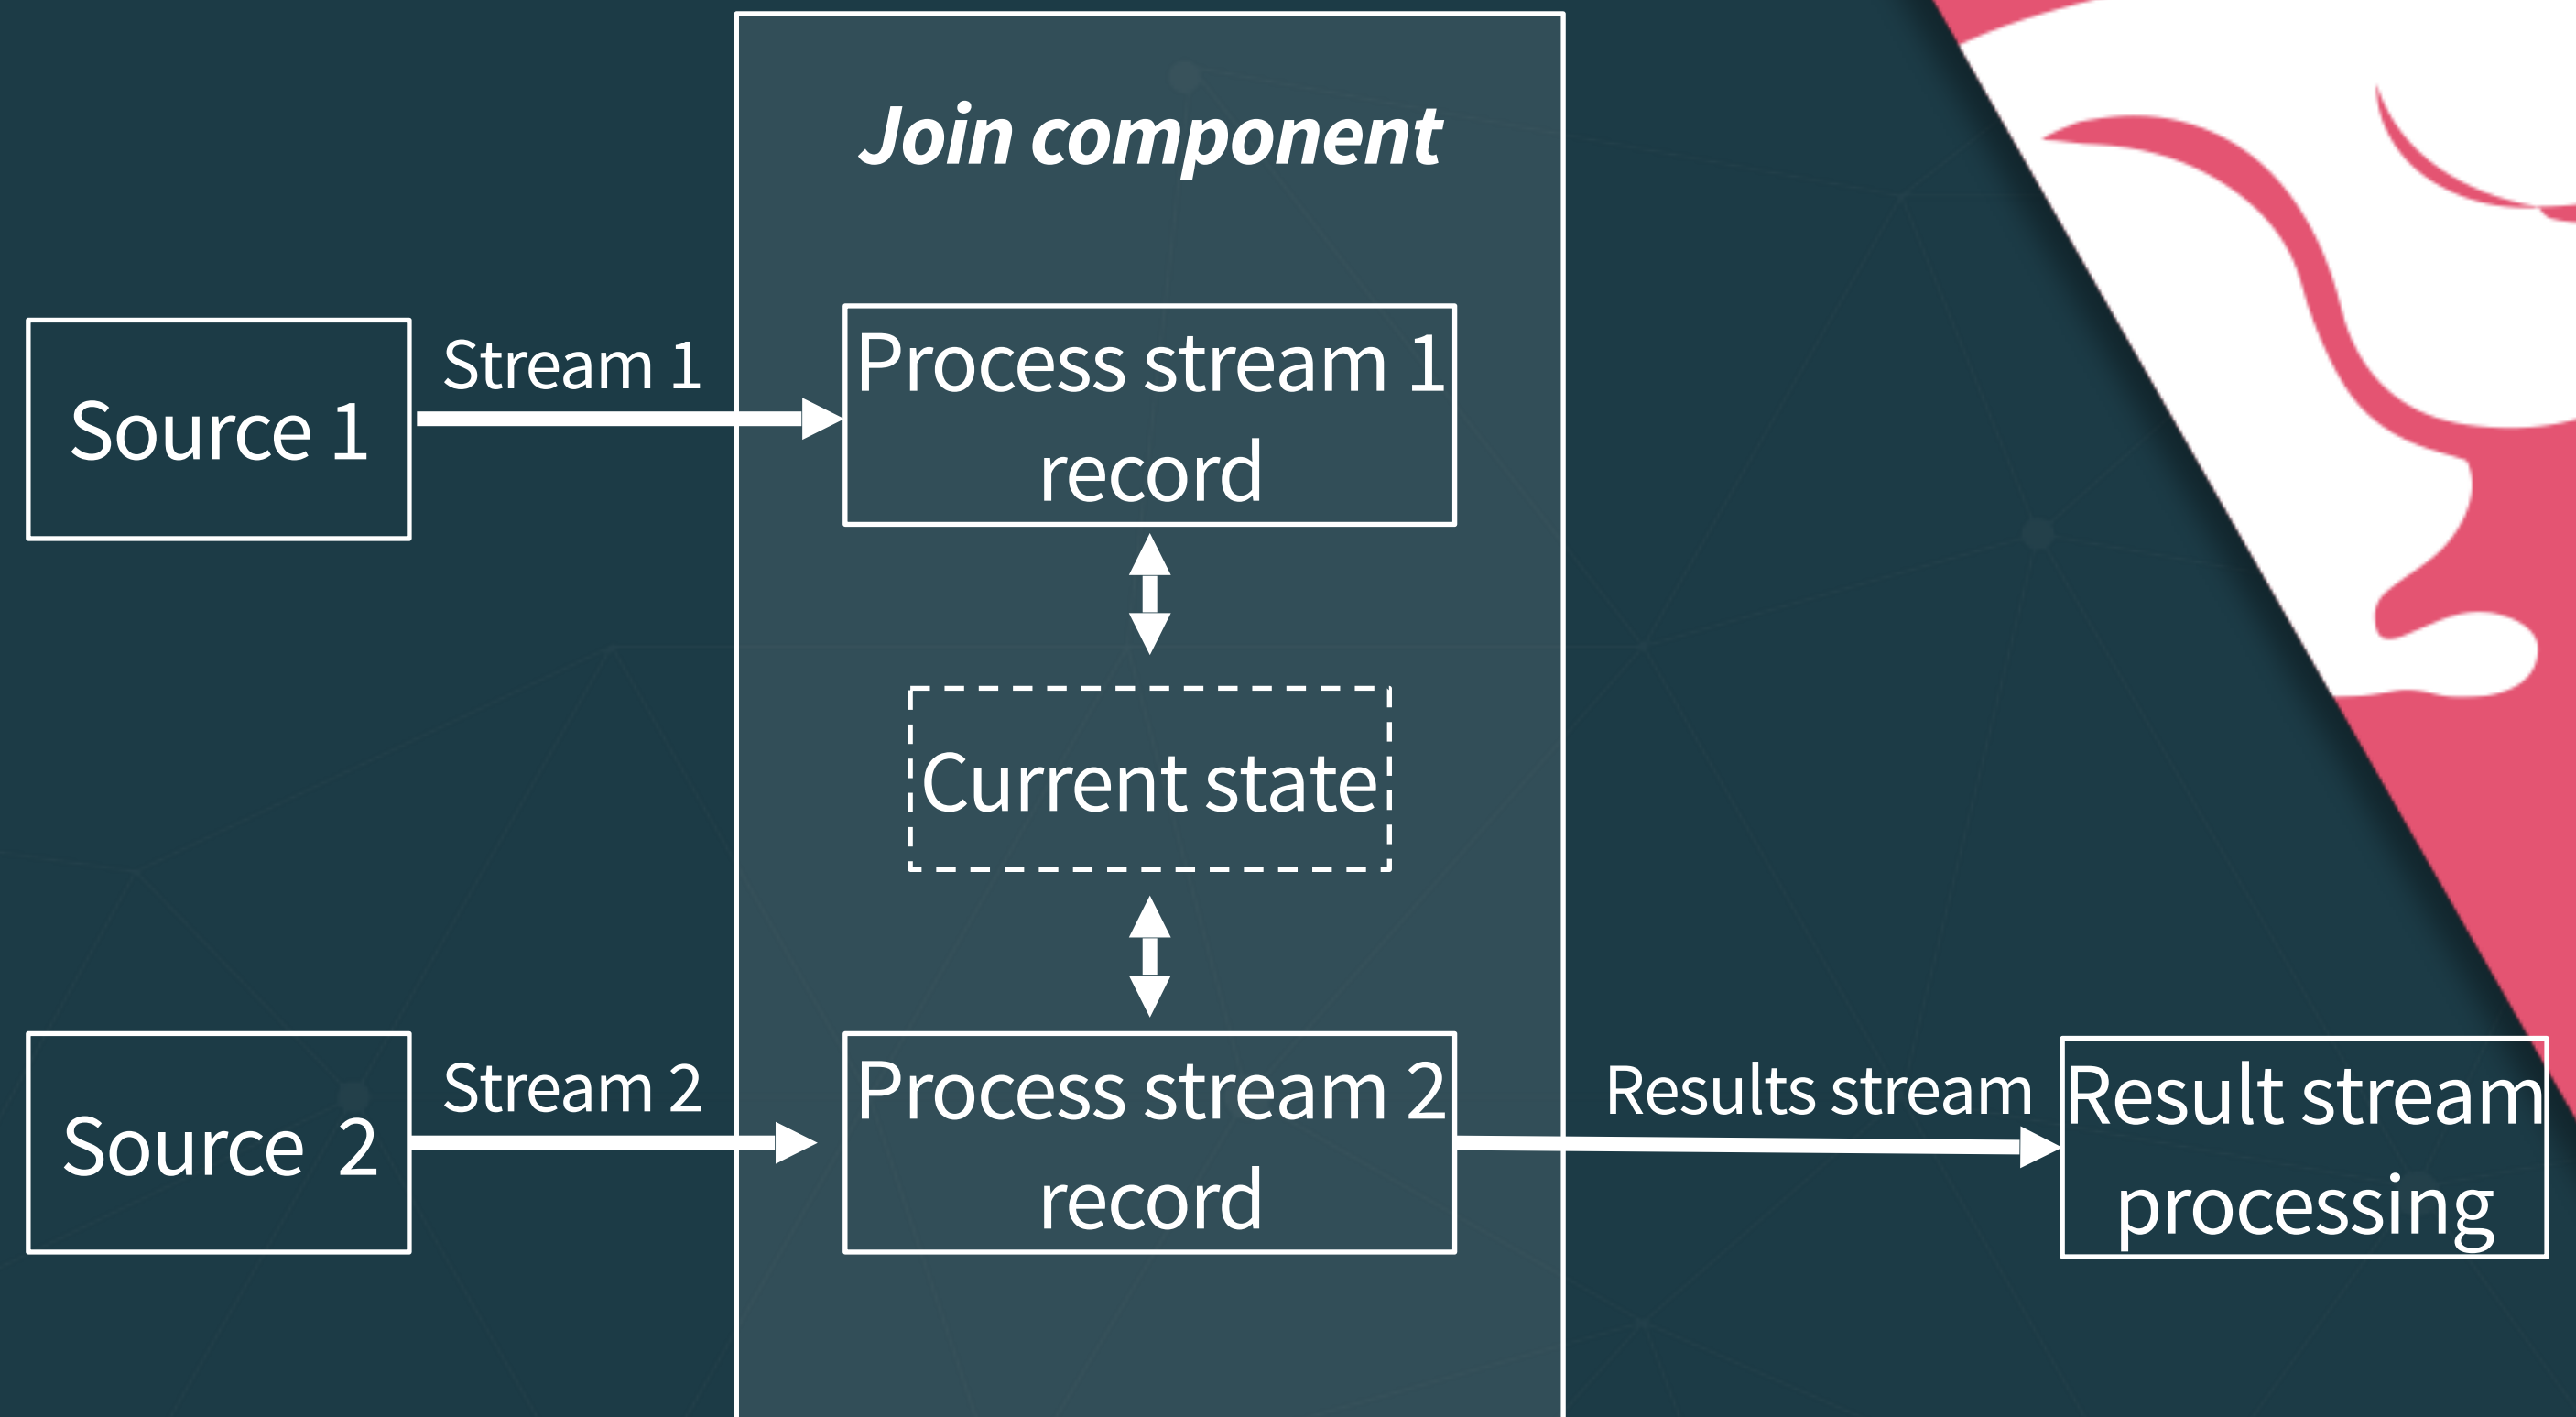 Join component
Source 1
Stream 1
Process stream 1
record
Current state
Source 2
Stream 2
Process stream 2
record
Results stream
Result stream
processing